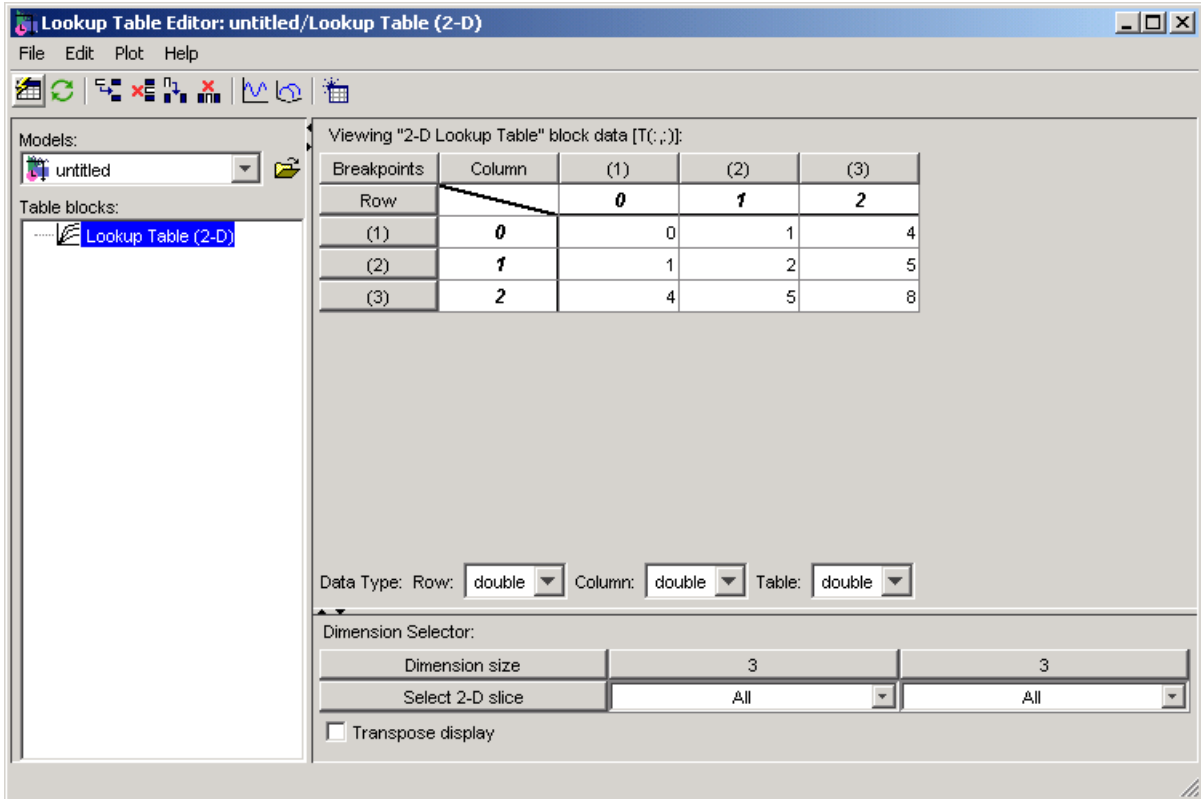 Lookup Table Editor: untitled/Lookup Table (2-D)
File Edit Plot Help
Models:
untitled
Table blocks:
Lookup Table (2-D)
Viewing "2-D Lookup Table" block data [T(:,:)]:
Breakpoints Column (1) (2) (3)
Row 0 1 2
(1) 0 0 1 4
(2) 1 1 2 5
(3) 2 4 5 8
Data Type: Row: double Column: double Table: double
Dimension Selector:
Dimension size 3 3
Select 2-D slice All All
Transpose display